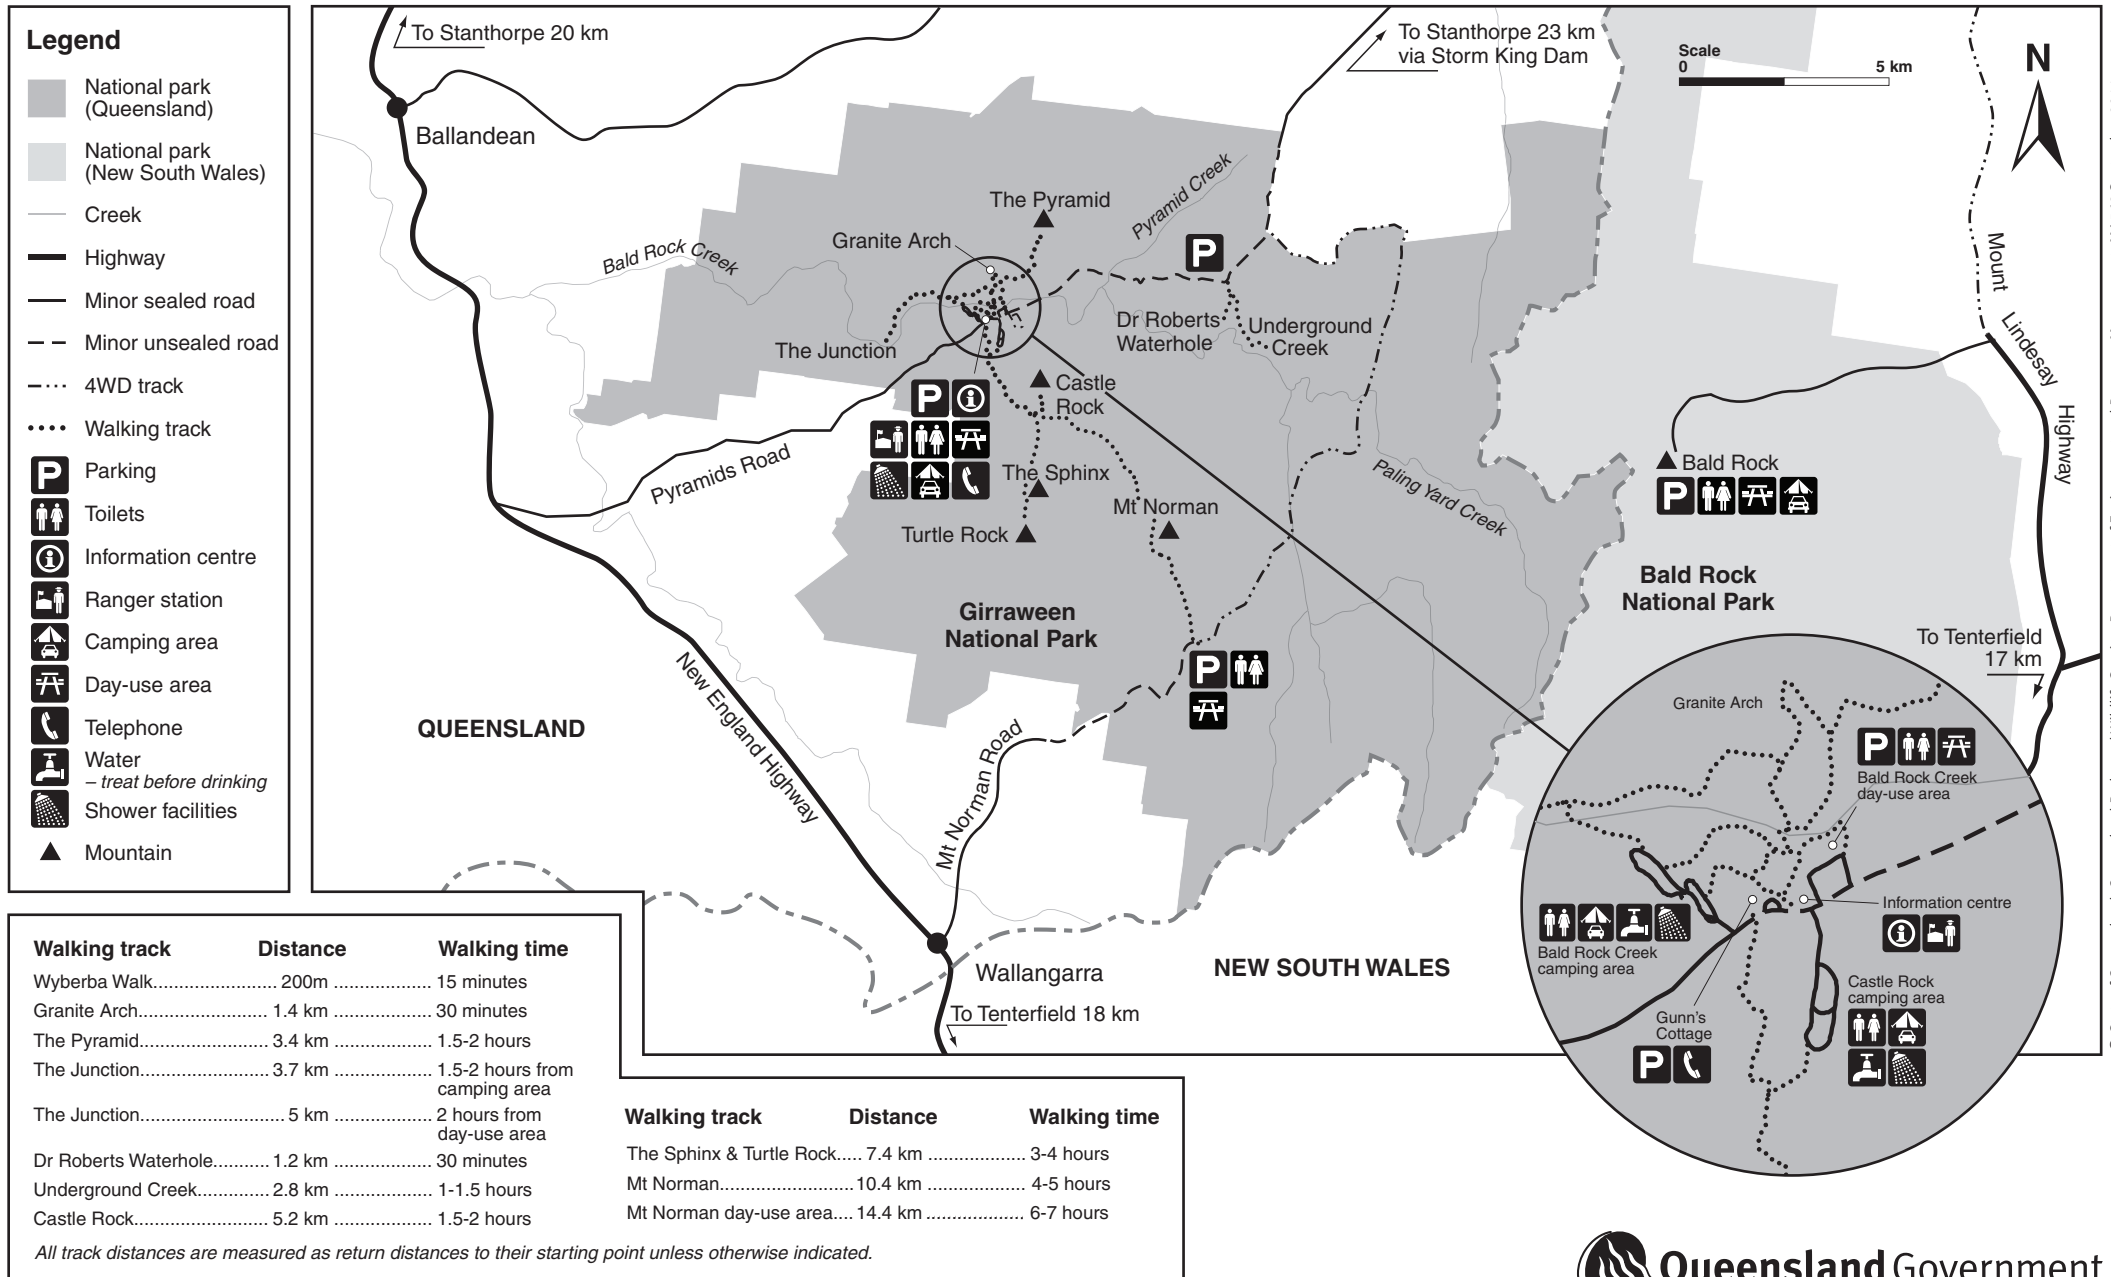 Legend
National park
(Queensland)
National park
(New South Wales)
Creek
Highway
Minor sealed road
Minor unsealed road
4WD track
Walking track
P Parking
Toilets
i Information centre
Ranger station
Camping area
Day-use area
Telephone
Water
– treat before drinking
Shower facilities
Mountain
To Stanthorpe 20 km
To Stanthorpe 23 km
via Storm King Dam
Scale
0 5 km
N
Ballandean
The Pyramid
Pyramid Creek
Granite Arch
Bald Rock Creek
P
Mount
Lindesay
Highway
Dr Roberts
Waterhole
Underground
Creek
The Junction
Castle
Rock
P i
Pyramids Road
The Sphinx
Paling Yard Creek
Bald Rock
P
Mt Norman
Turtle Rock
Bald Rock
National Park
Girraween
National Park
To Tenterfield
17 km
P
New England Highway
QUEENSLAND
Mt Norman Road
Wallangarra
NEW SOUTH WALES
To Tenterfield 18 km
Granite Arch
P
Bald Rock Creek
day-use area
Information centre
i
Bald Rock Creek
camping area
Castle Rock
camping area
Gunn's
Cottage
P
Walking track Distance Walking time
Wyberba Walk........................ 200m ................... 15 minutes
Granite Arch......................... 1.4 km ................... 30 minutes
The Pyramid......................... 3.4 km ................... 1.5-2 hours
The Junction......................... 3.7 km ................... 1.5-2 hours from
camping area
The Junction............................ 5 km ................... 2 hours from
day-use area
Dr Roberts Waterhole........... 1.2 km ................... 30 minutes
Underground Creek.............. 2.8 km ................... 1-1.5 hours
Castle Rock........................... 5.2 km ................... 1.5-2 hours
All track distances are measured as return distances to their starting point unless otherwise indicated.
Walking track Distance Walking time
The Sphinx & Turtle Rock..... 7.4 km ................... 3-4 hours
Mt Norman.......................... 10.4 km ................... 4-5 hours
Mt Norman day-use area.... 14.4 km ................... 6-7 hours
Queensland Government